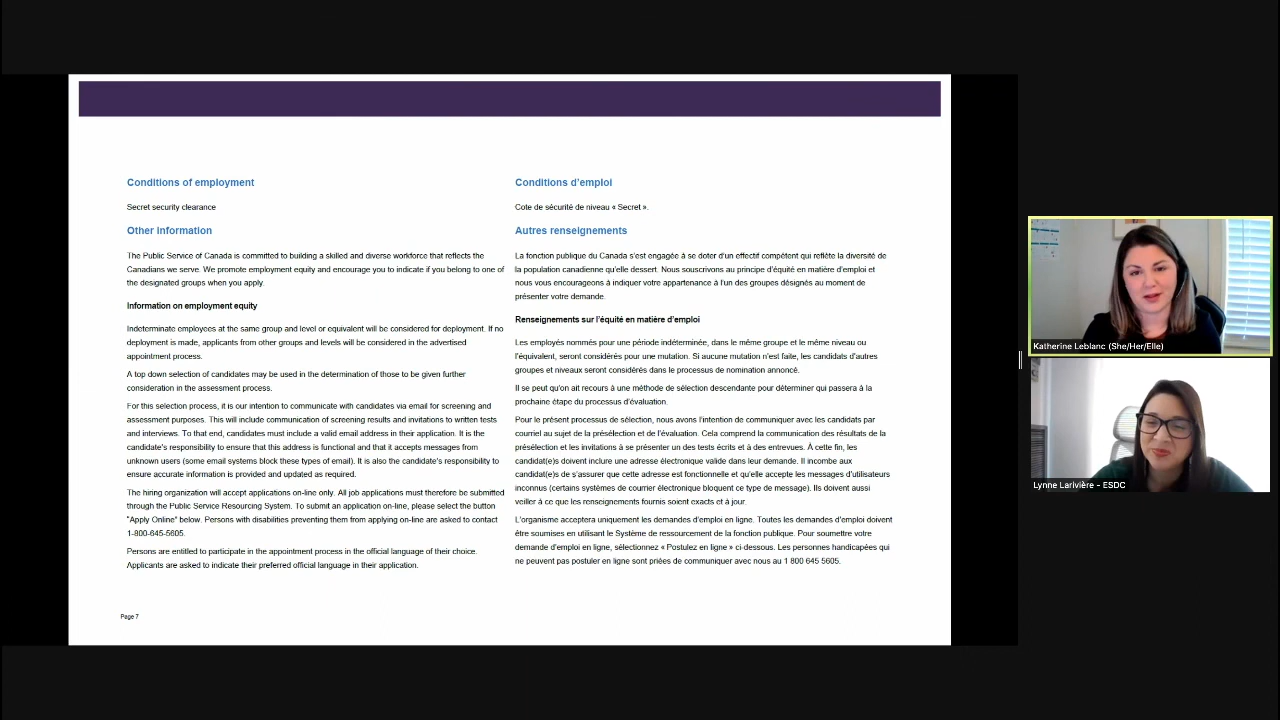 Conditions of employment
Secret security clearance
Other information
The Public Service of Canada is committed to building a skilled and diverse workforce that reflects the
Canadians we serve. We promote employment equity and encourage you to indicate if you belong to one of
the designated groups when you apply.
Information on employment equity
Indeterminate employees at the same group and level or equivalent will be considered for deployment. If no
deployment is made, applicants from other groups and levels will be considered in the advertised
appointment process.
A top down selection of candidates may be used in the determination of those to be given further
consideration in the assessment process.
For this selection process, it is our intention to communicate with candidates via email for screening and
assessment purposes. This will include communication of screening results and invitations to written tests
and interviews. To that end, candidates must include a valid email address in their application. It is the
candidate's responsibility to ensure that this address is functional and that it accepts messages from
unknown users (some email systems block these types of email). It is also the candidate's responsibility to
ensure accurate information is provided and updated as required.
The hiring organization will accept applications on-line only. All job applications must therefore be submitted
through the Public Service Resourcing System. To submit an application on-line, please select the button
"Apply Online" below. Persons with disabilities preventing them from applying on-line are asked to contact
1-800-645-5605.
Persons are entitled to participate in the appointment process in the official language of their choice.
Applicants are asked to indicate their preferred official language in their application.
Page 7
Conditions d'emploi
Cote de sécurité de niveau « Secret ».
Autres renseignements
La fonction publique du Canada s'est engagée à se doter d'un effectif compétent qui reflète la diversité de
la population canadienne qu'elle dessert. Nous souscrivons au principe d'équité en matière d'emploi et
nous vous encourageons à indiquer votre appartenance à l'un des groupes désignés au moment de
présenter votre demande.
Renseignements sur l'équité en matière d'emploi
Les employés nommés pour une période indéterminée, dans le même groupe et le même niveau ou
l'équivalent, seront considérés pour une mutation. Si aucune mutation n'est faite, les candidats d'autres
groupes et niveaux seront considérés dans le processus de nomination annoncé.
Il se peut qu'on ait recours à une méthode de sélection descendante pour déterminer qui passera à la
prochaine étape du processus d'évaluation.
Pour le présent processus de sélection, nous avons l'intention de communiquer avec les candidats par
courriel au sujet de la présélection et de l'évaluation. Cela comprend la communication des résultats de la
présélection et les invitations à se présenter un des tests écrits et à des entrevues. À cette fin, les
candidat(e)s doivent inclure une adresse électronique valide dans leur demande. Il incombe aux
candidat(e)s de s'assurer que cette adresse est fonctionnelle et qu'elle accepte les messages d'utilisateurs
inconnus (certains systèmes de courrier électronique bloquent ce type de message). Ils doivent aussi
veiller à ce que les renseignements fournis soient exacts et à jour.
L'organisme acceptera uniquement les demandes d'emploi en ligne. Toutes les demandes d'emploi doivent
être soumises en utilisant le Système de ressourcement de la fonction publique. Pour soumettre votre
demande d'emploi en ligne, sélectionnez « Postulez en ligne » ci-dessous. Les personnes handicapées qui
ne peuvent pas postuler en ligne sont priées de communiquer avec nous au 1 800 645 5605.
Katherine Leblanc (She/Her/Elle)
Lynne Larivière - ESDC